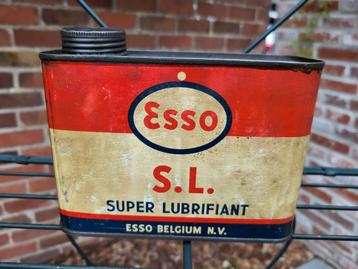 Esso
S.L.
SUPER LUBRIFIANT
ESSO BELGIUM N.V.